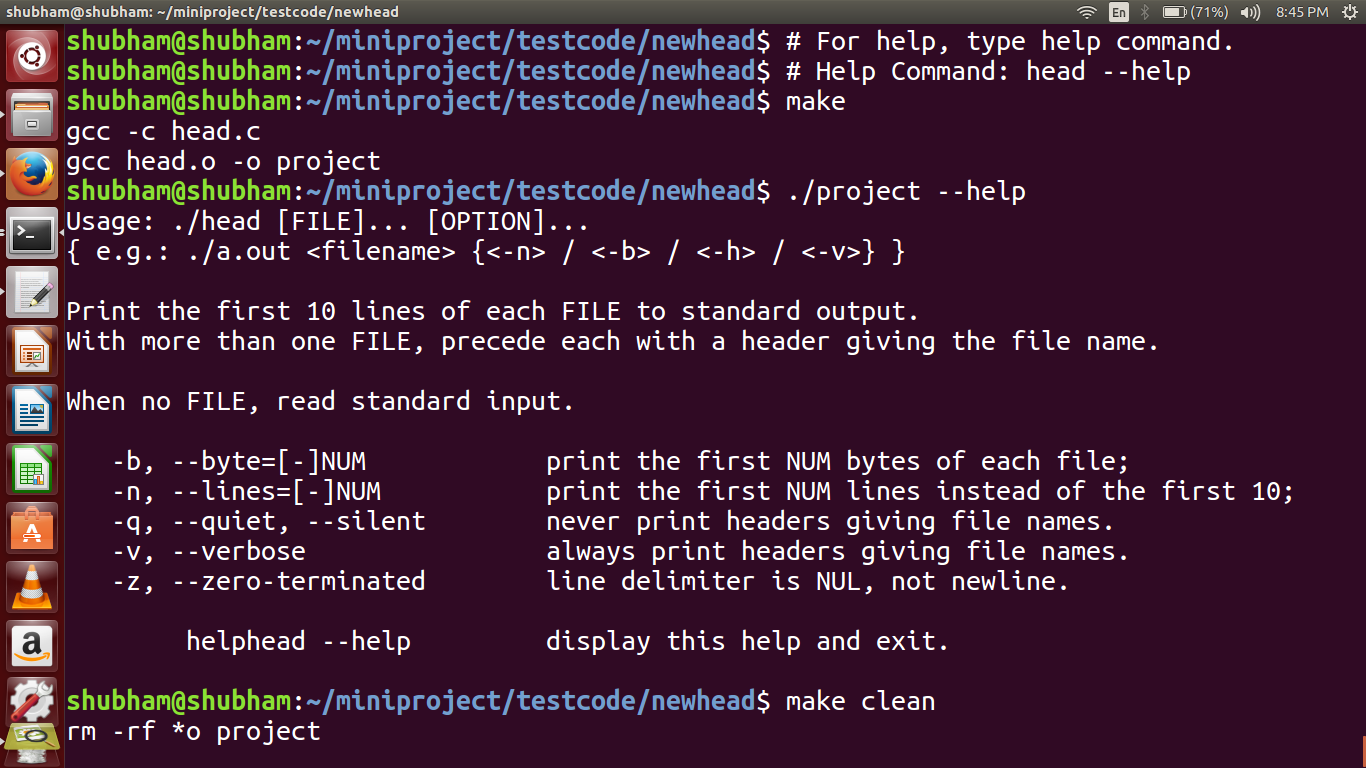 shubham@shubham: ~/miniproject/testcode/newhead
En (71%) 8:45 PM
shubham@shubham:~/miniproject/testcode/newhead$ # For help, type help command.
shubham@shubham:~/miniproject/testcode/newhead$ # Help Command: head --help
shubham@shubham:~/miniproject/testcode/newhead$ make
gcc -c head.c
gcc head.o -o project
shubham@shubham:~/miniproject/testcode/newhead$ ./project --help
Usage: ./head [FILE]... [OPTION]...
{ e.g.: ./a.out <filename> {<-n> / <-b> / <-h> / <-v>} }
Print the first 10 lines of each FILE to standard output.
With more than one FILE, precede each with a header giving the file name.
When no FILE, read standard input.
-b, --byte=[-]NUM print the first NUM bytes of each file;
-n, --lines=[-]NUM print the first NUM lines instead of the first 10;
-q, --quiet, --silent never print headers giving file names.
-v, --verbose always print headers giving file names.
-z, --zero-terminated line delimiter is NUL, not newline.
helphead --help display this help and exit.
shubham@shubham:~/miniproject/testcode/newhead$ make clean
rm -rf *o project